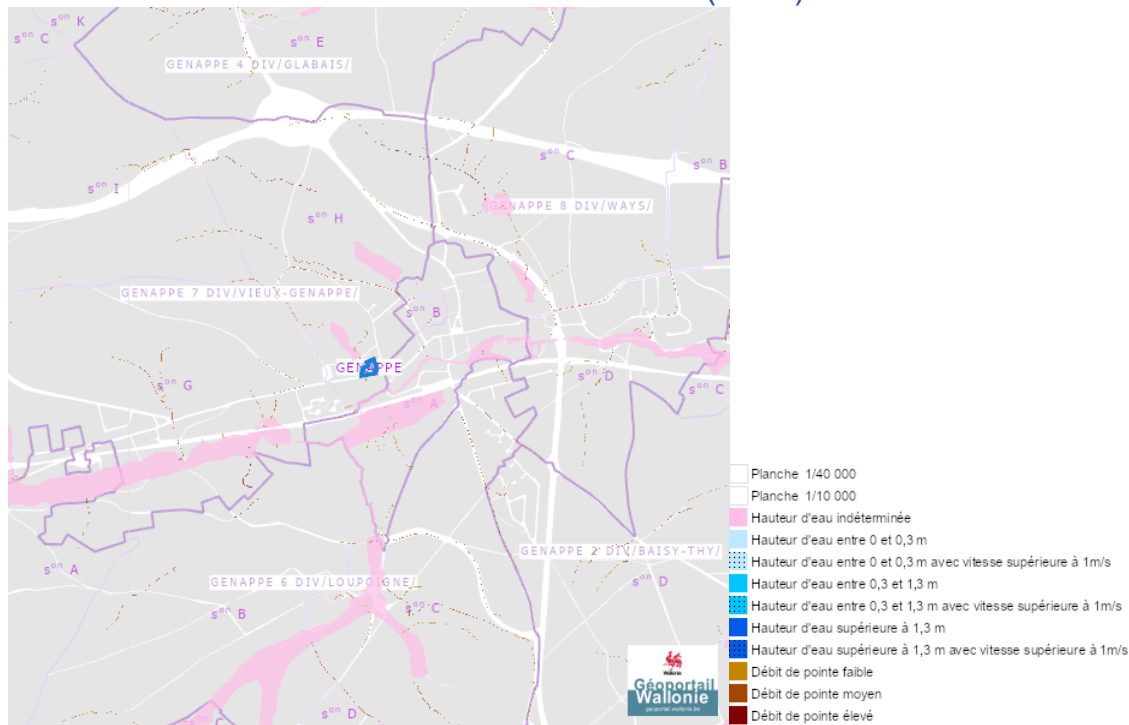 s on K
s on C
s on E
GENAPPE 4 DIV/GLABAIS/
s on C
s on B
s on I
GENAPPE 8 DIV/WAYS/
s on H
GENAPPE 7 DIV/VIEUX-GENAPPE/
s on B
GENAPPE
s on G
s on D
s on C
s on A
GENAPPE 2 DIV/BAISY-THY/
s on A
GENAPPE 6 DIV/LOUPOIGNE/
s on D
s on B
s on C
s on D
Wallonie
Géoportail
Wallonie
geoportail.wallonie.be
Planche 1/40 000
Planche 1/10 000
Hauteur d'eau indéterminée
Hauteur d'eau entre 0 et 0,3 m
Hauteur d'eau entre 0 et 0,3 m avec vitesse supérieure à 1m/s
Hauteur d'eau entre 0,3 et 1,3 m
Hauteur d'eau entre 0,3 et 1,3 m avec vitesse supérieure à 1m/s
Hauteur d'eau supérieure à 1,3 m
Hauteur d'eau supérieure à 1,3 m avec vitesse supérieure à 1m/s
Débit de pointe faible
Débit de pointe moyen
Débit de pointe élevé